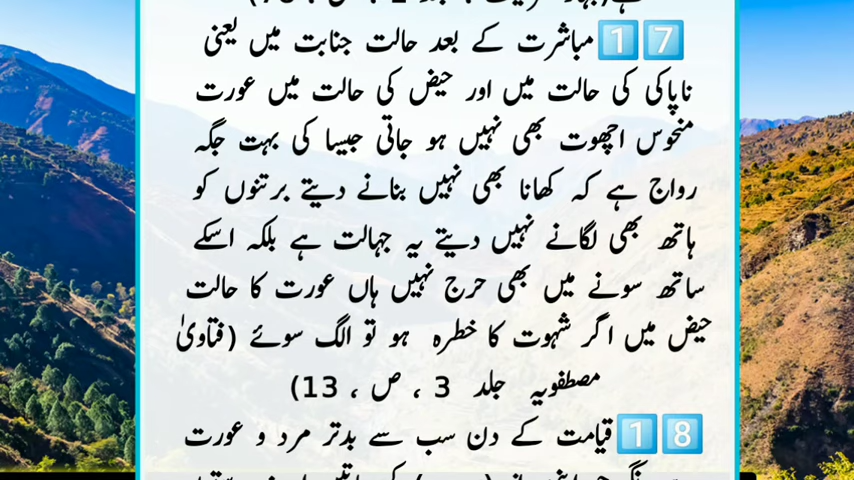 1️⃣7️⃣مباشرت کے بعد حالت جنابت میں یعنی
ناپاکی کی حالت میں اور حیض کی حالت میں عورت
منحوس اچھوت بھی نہیں ہو جاتی جیسا کی بہت جگہ
رواج ہے کہ کھانا بھی نہیں بنانے دیتے برتنوں کو
ہاتھ بھی لگانے نہیں دیتے یہ جہالت ہے بلکہ اسکے
ساتھ سونے میں بھی حرج نہیں ہاں عورت کا حالت
حیض میں اگر شہوت کا خطرہ ہو تو الگ سوئے (فتاویٰ
مصطفویہ جلد 3 ، ص ، 13)
1️⃣8️⃣قیامت کے دن سب سے بدتر مرد و عورت